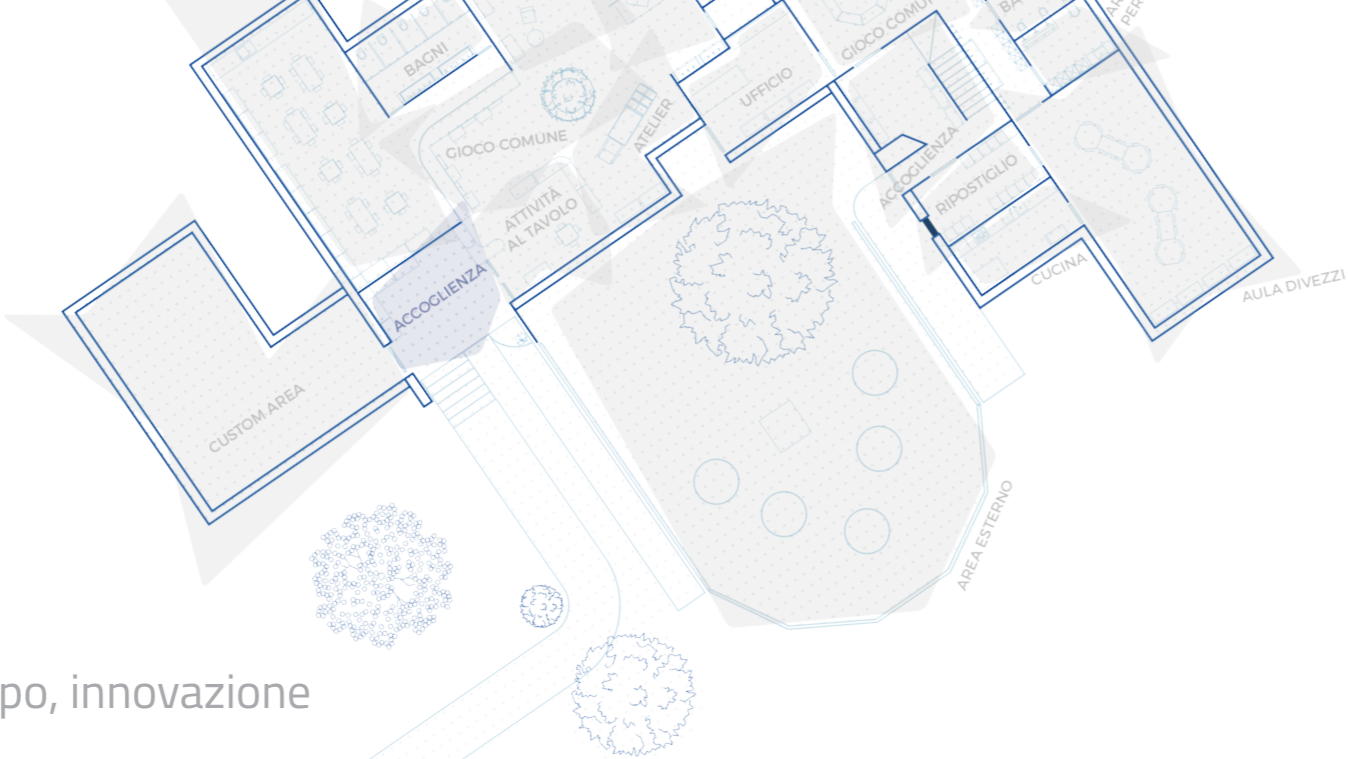 BAGNI
GIOCO COMUNE
ATELIER
UFFICIO
GIOCO
ACCOGLIENZA
RIPOSTIGLIO
ATTIVITÀ
AL TAVOLO
ACCOGLIENZA
CUCINA
AULA DIVEZZI
CUSTOM AREA
AREA ESTERNO
po, innovazione